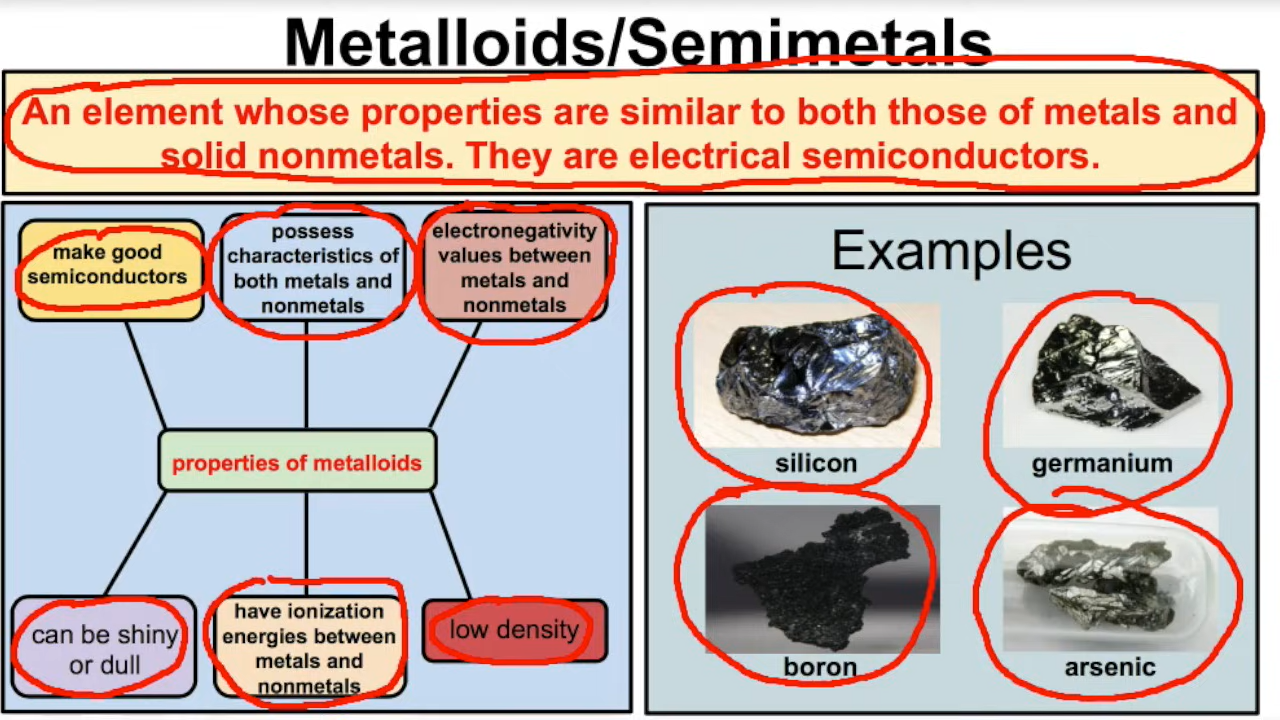 Metalloids/Semimetals
An element whose properties are similar to both those of metals and
solid nonmetals. They are electrical semiconductors.
make good
semiconductors
possess
characteristics of
both metals and
nonmetals
electronegativity
values between
metals and
nonmetals
properties of metalloids
can be shiny
or dull
have ionization
energies between
metals and
nonmetals
low density
Examples
silicon
germanium
boron
arsenic